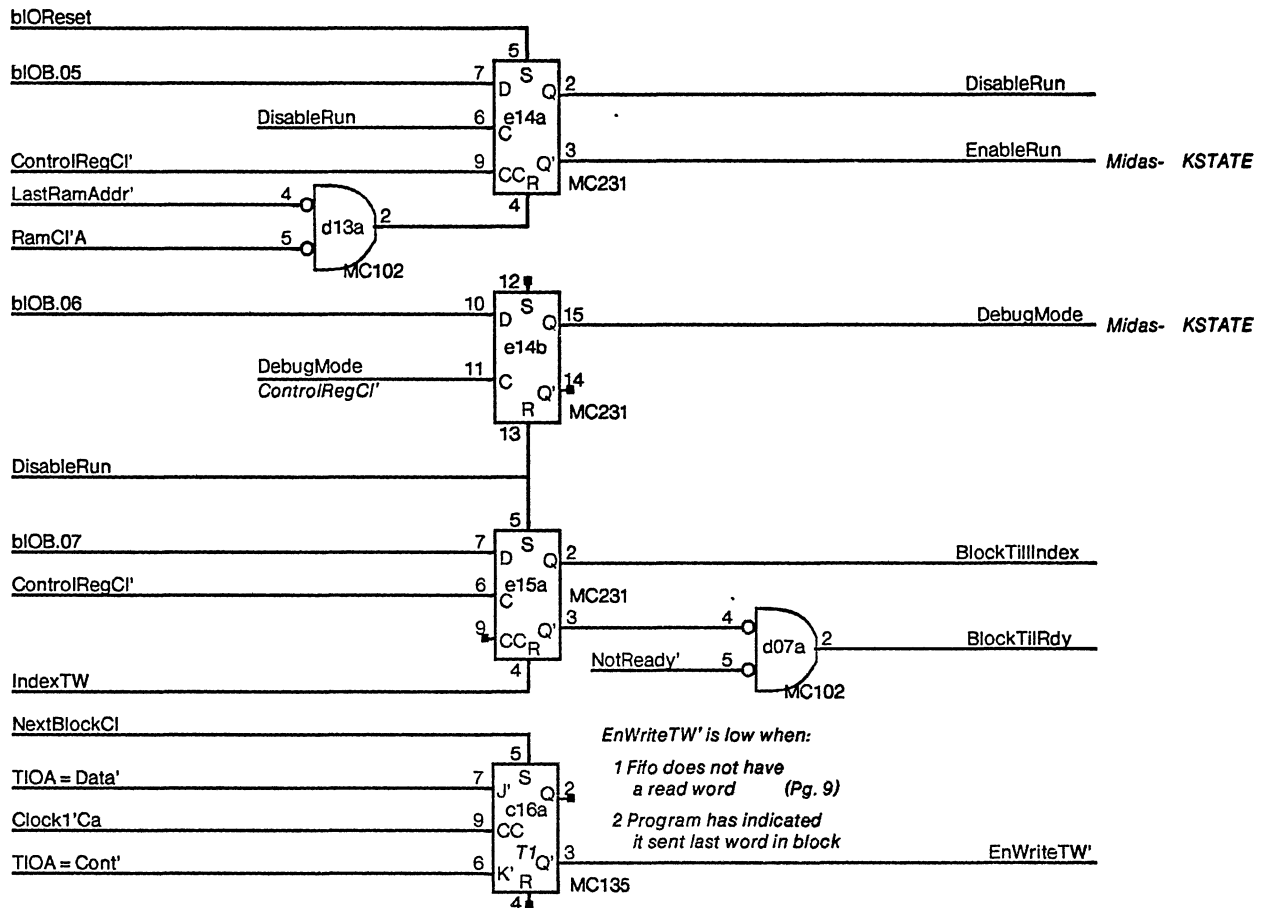 bIOReset
5
bIOB.05
7
D
S
Q
2
DisableRun
e14a
DisableRun
6
C
EnableRun
ControlRegCl'
9
CC
R
Q'
3
MC231
Midas- KSTATE
LastRamAddr'
4
4
d13a
2
RamCl'A
5
MC102
12
bIOB.06
10
D
S
Q
15
DebugMode
Midas- KSTATE
e14b
DebugMode
11
C
ControlRegCl'
Q'
14
R
MC231
13
DisableRun
5
bIOB.07
7
D
S
Q
2
BlockTillIndex
ControlRegCl'
6
C
e15a
MC231
9
CC
R
Q'
3
4
d07a
2
BlockTilRdy
NotReady'
5
MC102
4
IndexTW
NextBlockCl
5
EnWriteTW' is low when:
TIOA = Data'
7
J'
S
Q
2
1 Fifo does not have
a read word (Pg. 9)
c16a
Clock1'Ca
9
CC
2 Program has indicated
it sent last word in block
TIOA = Cont'
6
K'
T1
Q'
3
EnWriteTW'
R
MC135
4